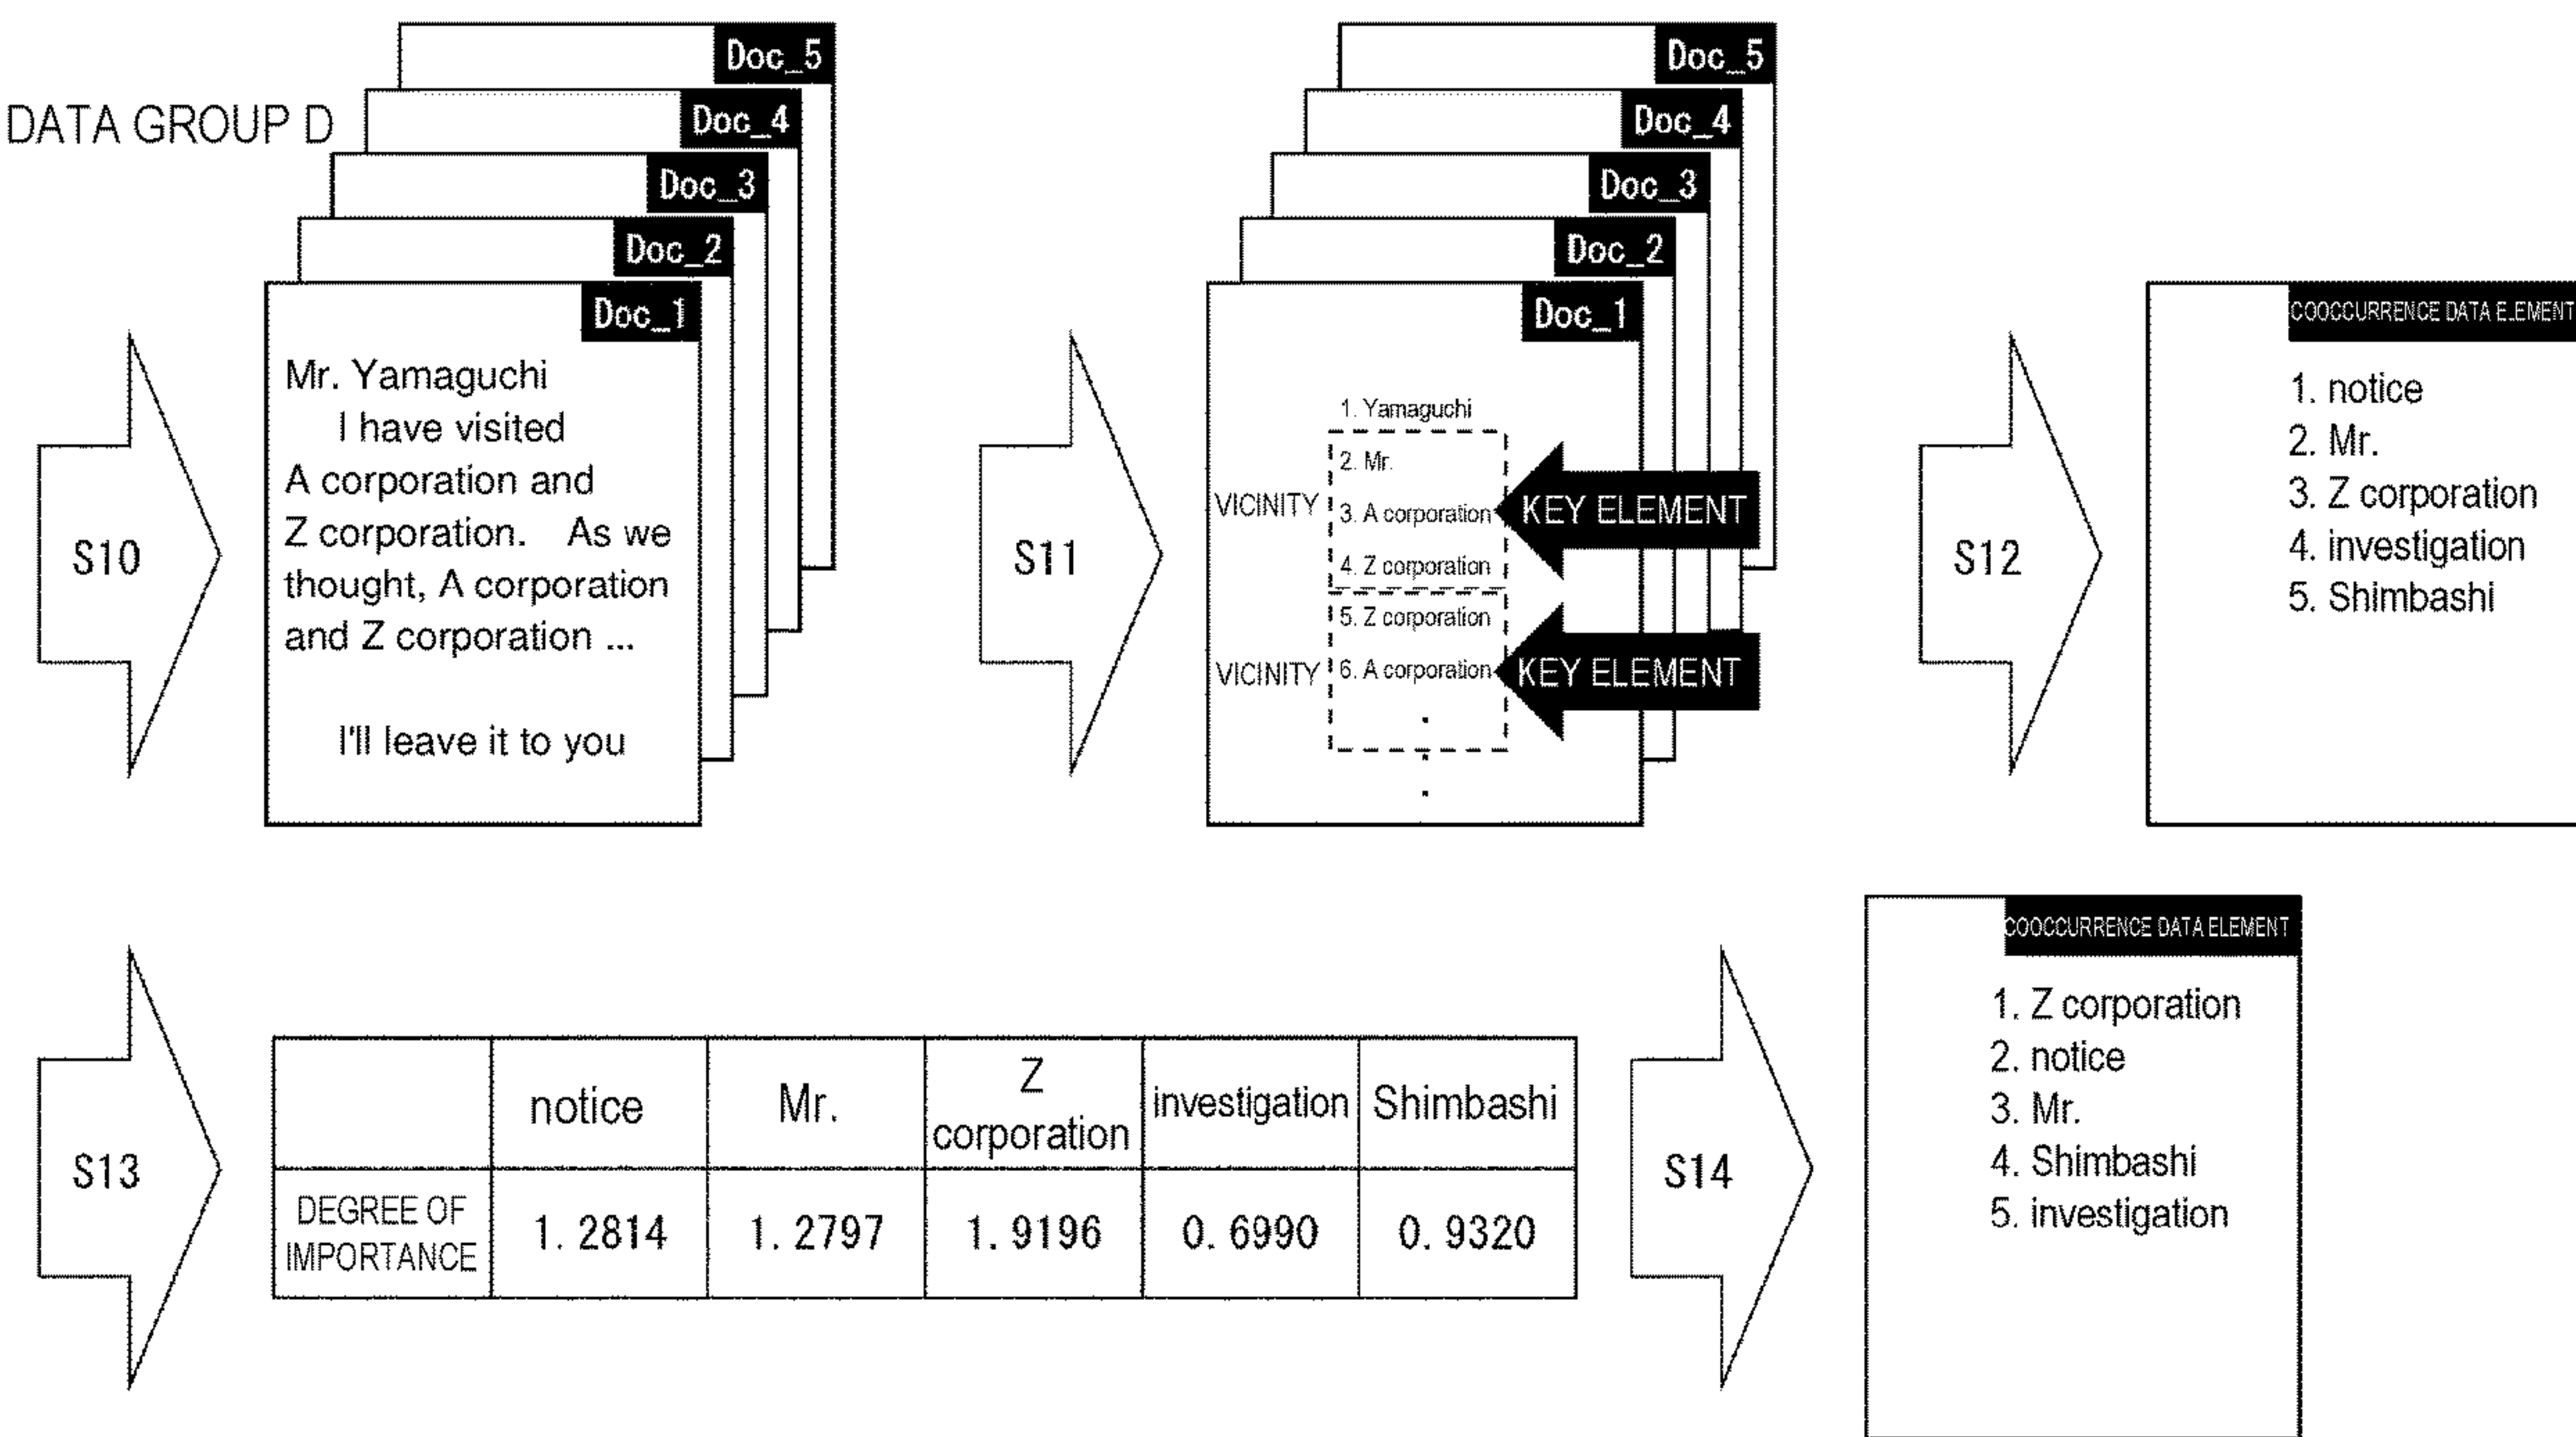 DATA GROUP D
S10
Doc_5
Doc_4
Doc_3
Doc_2
Doc_1
Mr. Yamaguchi
I have visited
A corporation and
Z corporation. As we
thought, A corporation
and Z corporation ...
I'll leave it to you
S11
Doc_5
Doc_4
Doc_3
Doc_2
Doc_1
1. Yamaguchi
2. Mr.
VICINITY 3. A corporation KEY ELEMENT
4. Z corporation
5. Z corporation
VICINITY 6. A corporation KEY ELEMENT
.
.
.
S12
COOCCURRENCE DATA ELEMENT
1. notice
2. Mr.
3. Z corporation
4. investigation
5. Shimbashi
S13
notice Mr. Z corporation investigation Shimbashi
DEGREE OF
IMPORTANCE 1.2814 1.2797 1.9196 0.6990 0.9320
S14
COOCCURRENCE DATA ELEMENT
1. Z corporation
2. notice
3. Mr.
4. Shimbashi
5. investigation